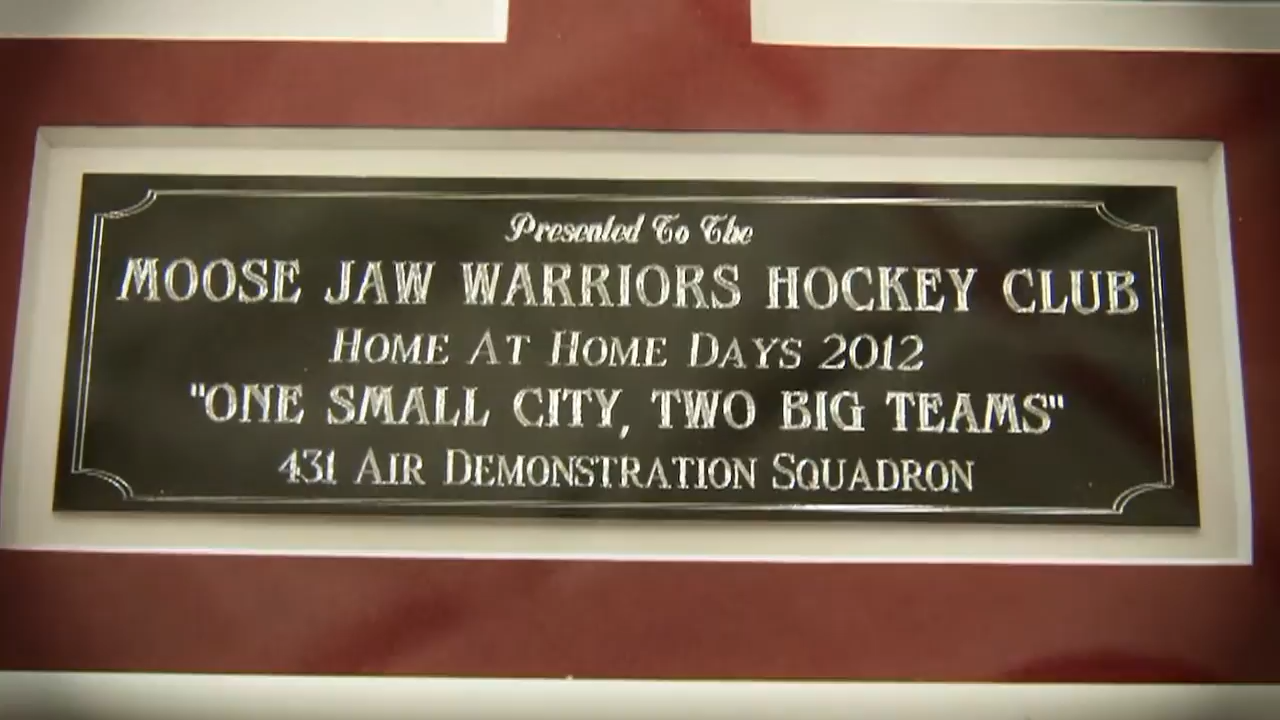 Presented To The
MOOSE JAW WARRIORS HOCKEY CLUB
HOME AT HOME DAYS 2012
"ONE SMALL CITY, TWO BIG TEAMS"
431 AIR DEMONSTRATION SQUADRON